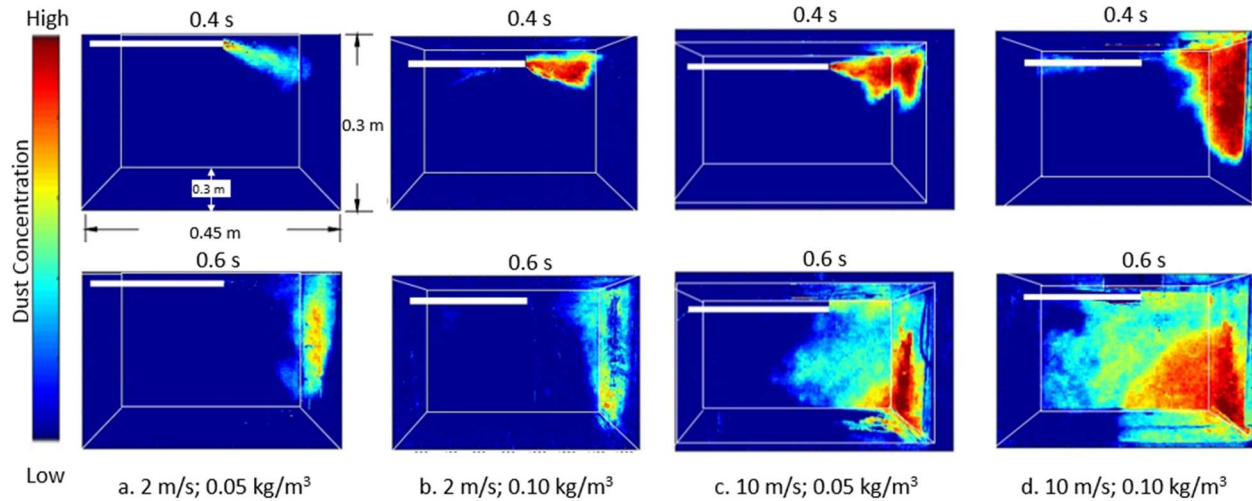 High
0.4 s
0.4 s
0.4 s
0.4 s
0.3 m
0.3 m
0.45 m
Dust Concentration
0.6 s
0.6 s
0.6 s
0.6 s
Low
a. 2 m/s; 0.05 kg/m³
b. 2 m/s; 0.10 kg/m³
c. 10 m/s; 0.05 kg/m³
d. 10 m/s; 0.10 kg/m³